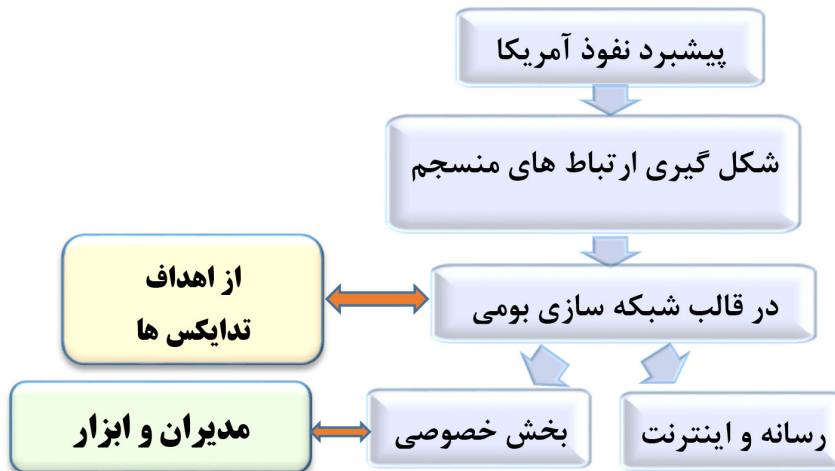 پیشبرد نفوذ آمریکا
شکل گیری ارتباط های منسجم
در قالب شبکه سازی بومی
از اهداف
تدایکس ها
رسانه و اینترنت
بخش خصوصی
مدیران و ابزار